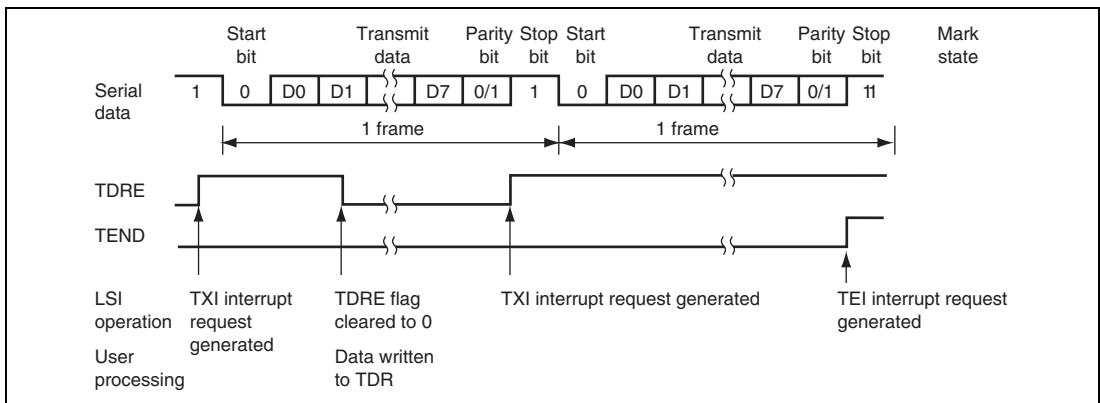 Start bit Transmit data Parity bit Stop bit Start bit Transmit data Parity bit Stop bit Mark state
Serial data 1 0 D0 D1 D7 0/1 1 0 D0 D1 D7 0/1 11
1 frame 1 frame
TDRE
TEND
LSI operation TXI interrupt request generated TDRE flag cleared to 0 TXI interrupt request generated TEI interrupt request generated
User processing Data written to TDR